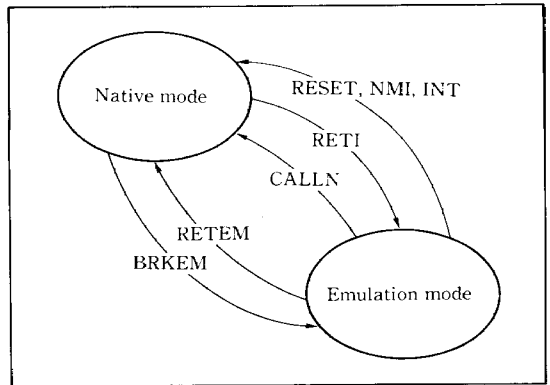 Native mode
RESET, NMI, INT
RETI
CALLN
RETEM
BRKEM
Emulation mode